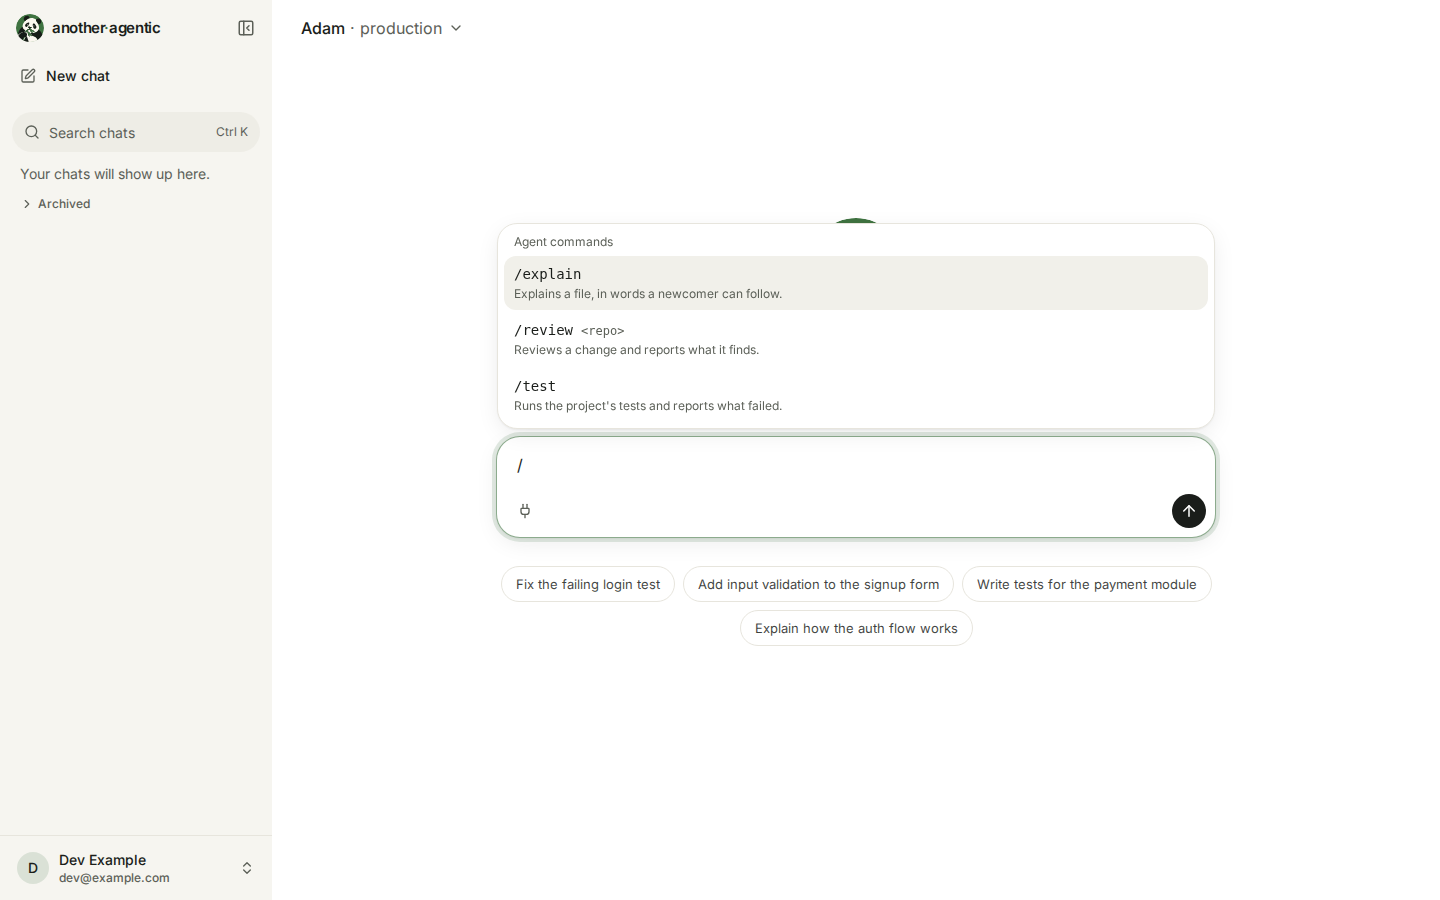 another·agentic
New chat
Search chats Ctrl K
Your chats will show up here.
Archived
D
Dev Example
dev@example.com
Adam · production
Agent commands
/explain
Explains a file, in words a newcomer can follow.
/review <repo>
Reviews a change and reports what it finds.
/test
Runs the project's tests and reports what failed.
/
Fix the failing login test
Add input validation to the signup form
Write tests for the payment module
Explain how the auth flow works